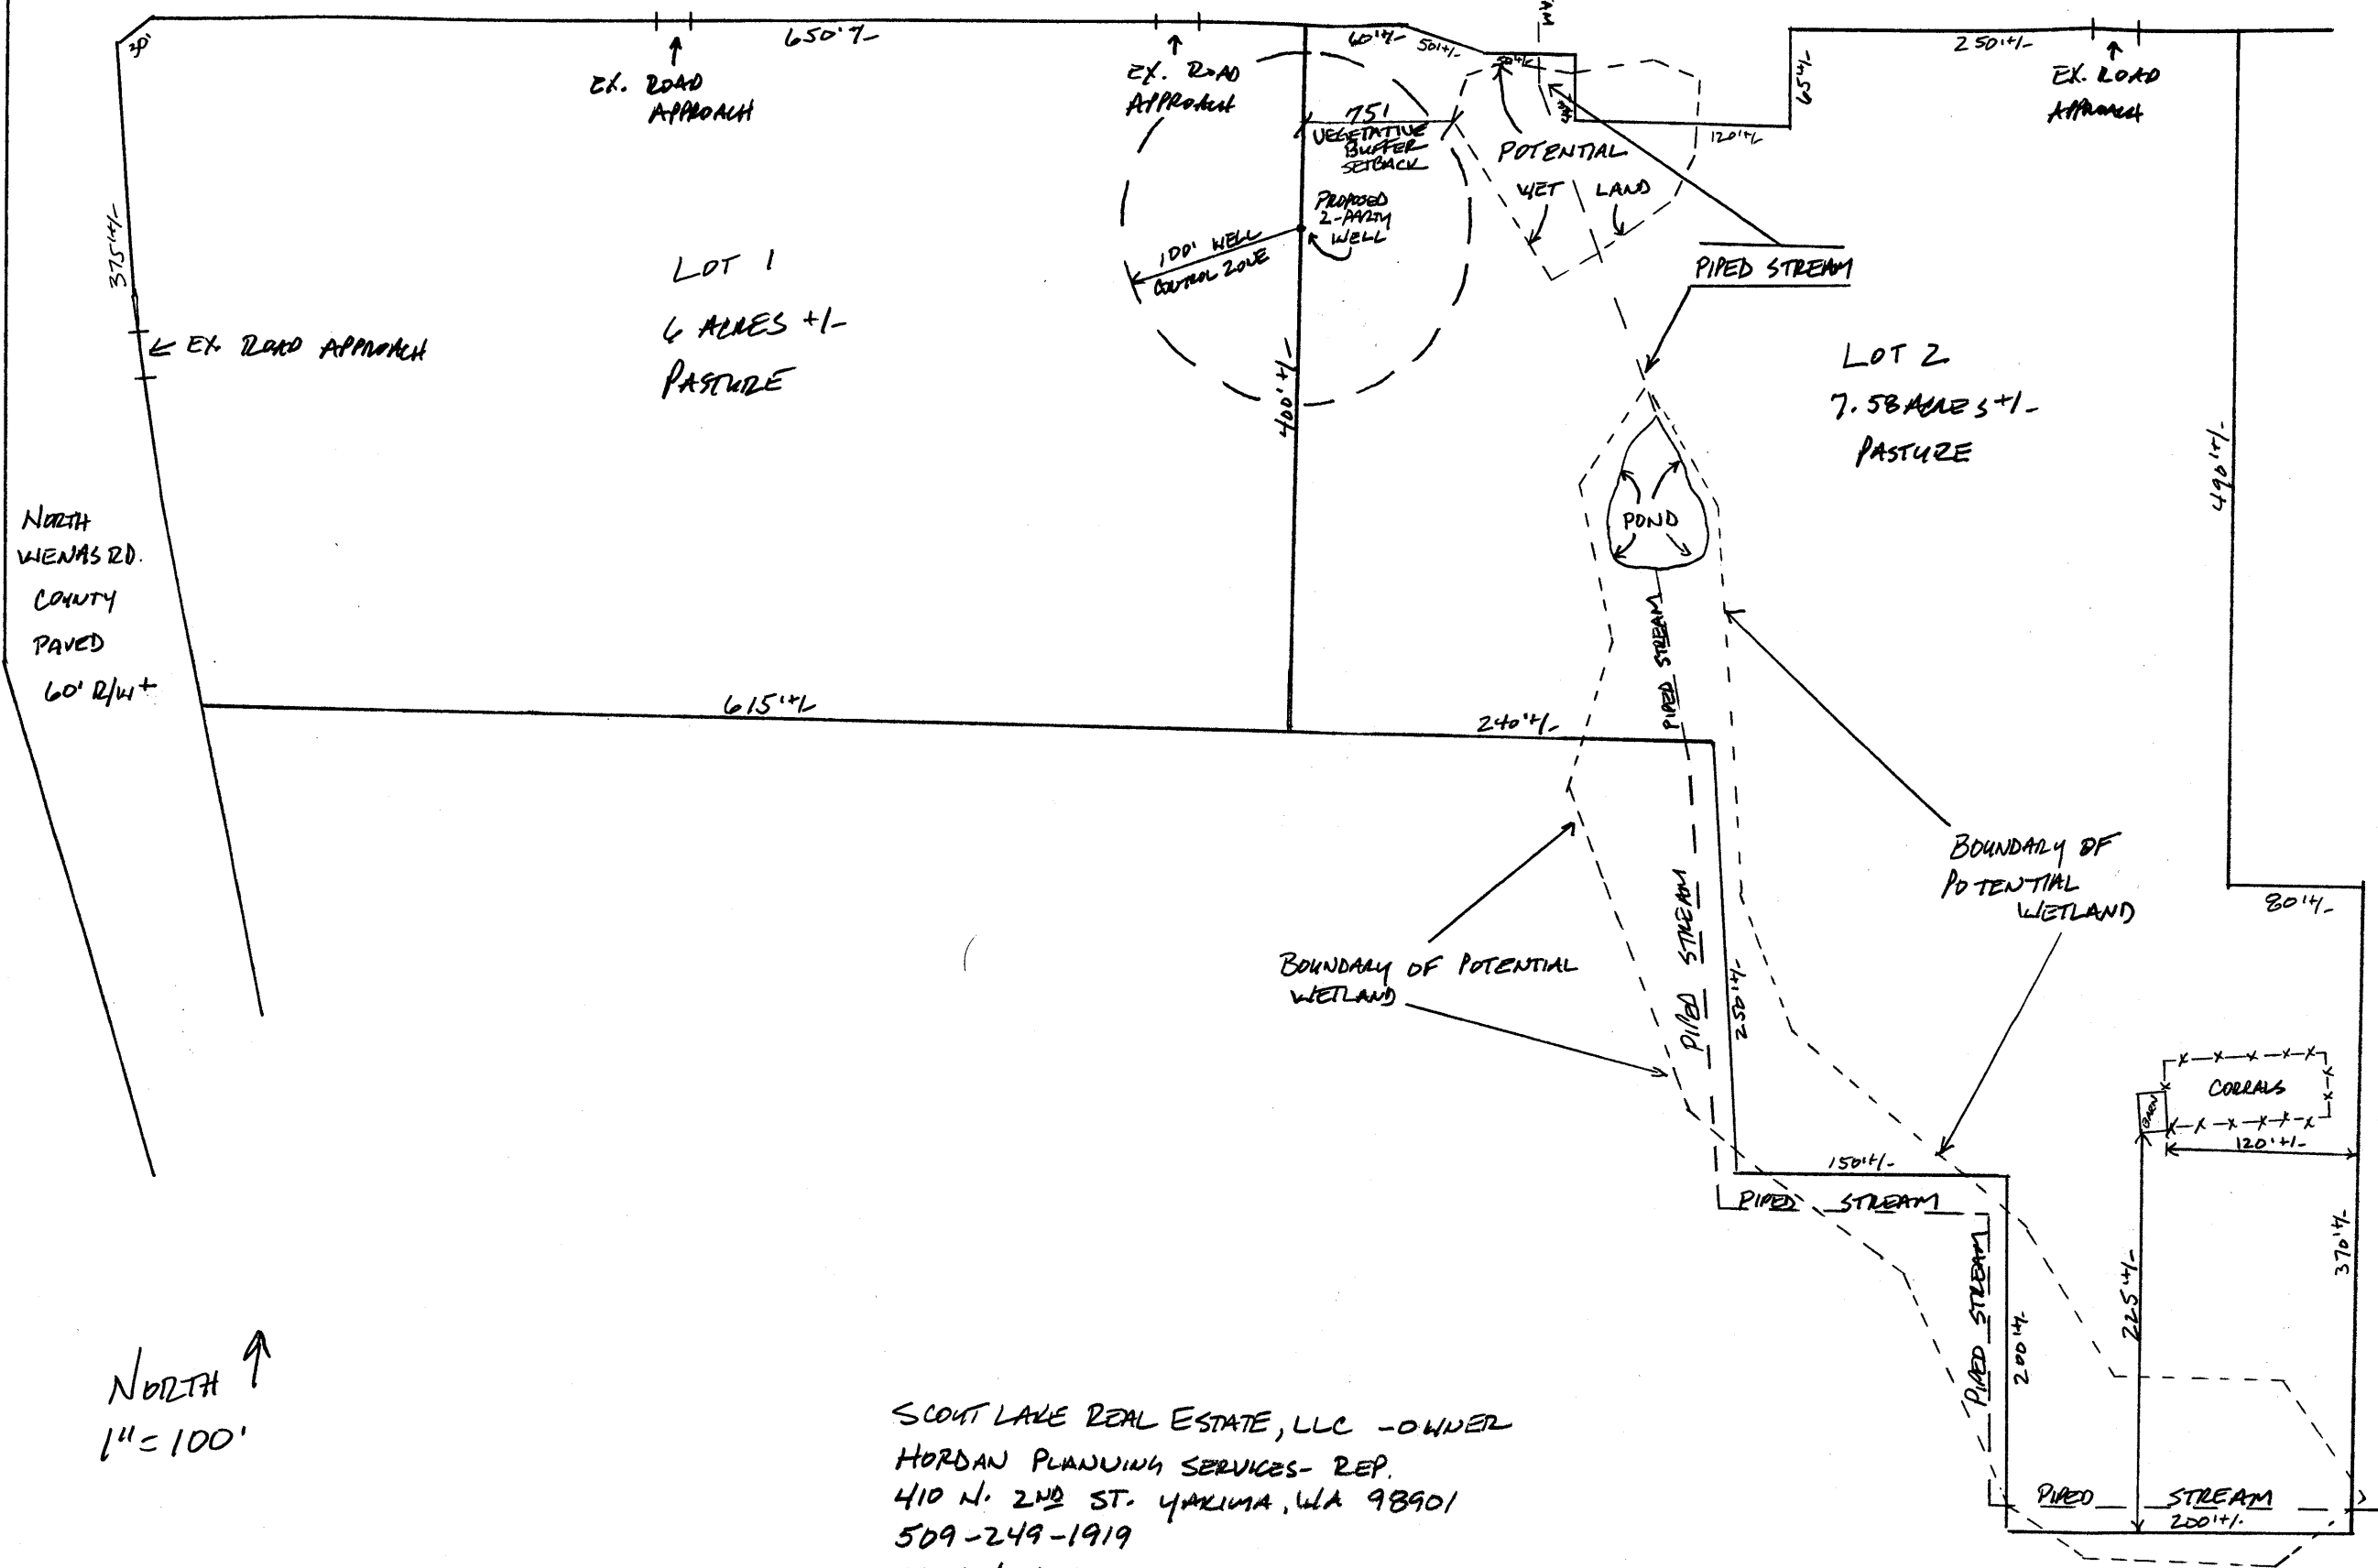 20'
650'+/-
60'+/-
50'+/-
50'+/-
250'+/-
65'+/-
120'+/-
EX. ROAD
APPROACH
EX. ROAD
APPROACH
EX. ROAD
APPROACH
75'
VEGETATIVE
BUFFER
SETBACK
POTENTIAL
WET LAND
PROPOSED
2-PARTY
WELL
100' WELL
CONTROL ZONE
PIPED STREAM
375'+/-
LOT 1
6 ACRES +/-
PASTURE
← EX. ROAD APPROACH
400'+/-
LOT 2
7.58 ACRES +/-
PASTURE
490'+/-
POND
NORTH
WENAS RD.
COUNTY
PAVED
60' R/W +
615'+/-
240'+/-
PIPED STREAM
BOUNDARY OF
POTENTIAL
WETLAND
80'+/-
BOUNDARY OF POTENTIAL
WETLAND
PIPED STREAM
250'+/-
CORRALS
BARN
120'+/-
150'+/-
PIPED STREAM
PIPED STREAM
200'+/-
225'+/-
370'+/-
PIPED STREAM
200'+/-
NORTH
1"=100'
SCOUT LAKE REAL ESTATE, LLC -OWNER
HORDAN PLANNING SERVICES- REP.
410 N. 2ND ST. YAKIMA, WA 98901
509-249-1919